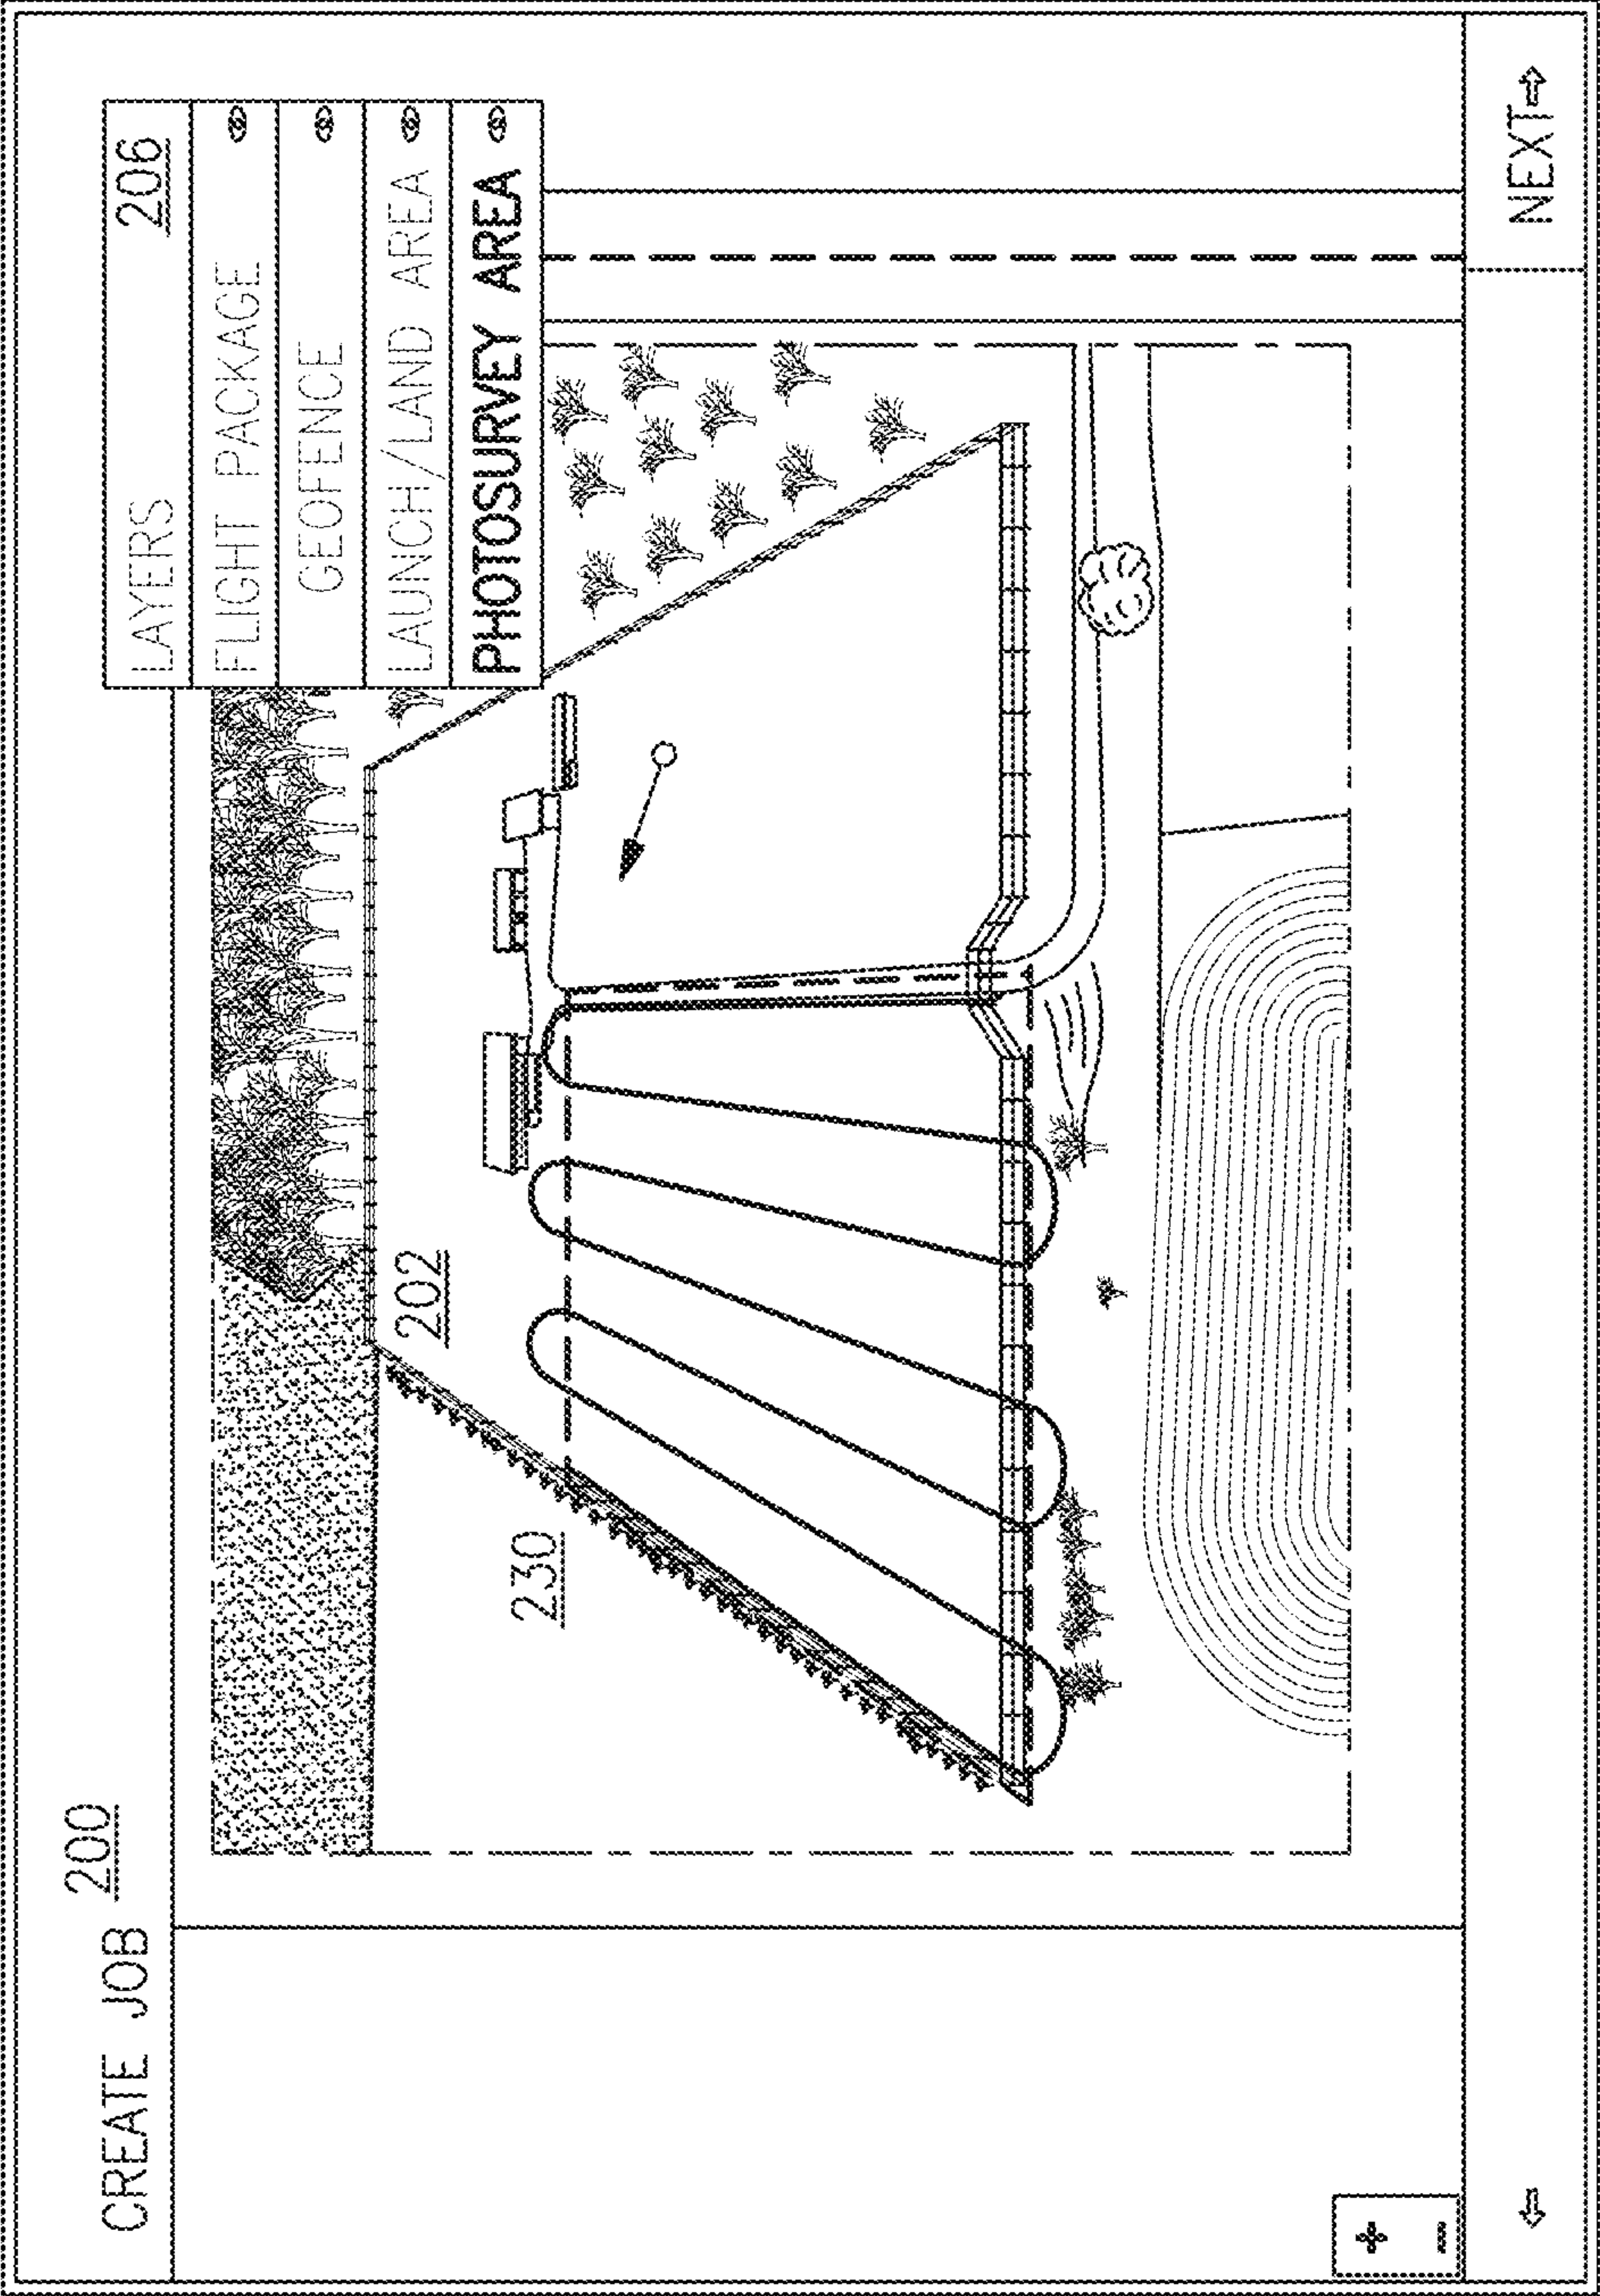 CREATE JOB 200
LAYERS 206
FLIGHT PACKAGE
GEOFENCE
LAUNCH/LAND AREA
PHOTOSURVEY AREA
202
230
+
−
NEXT⇨